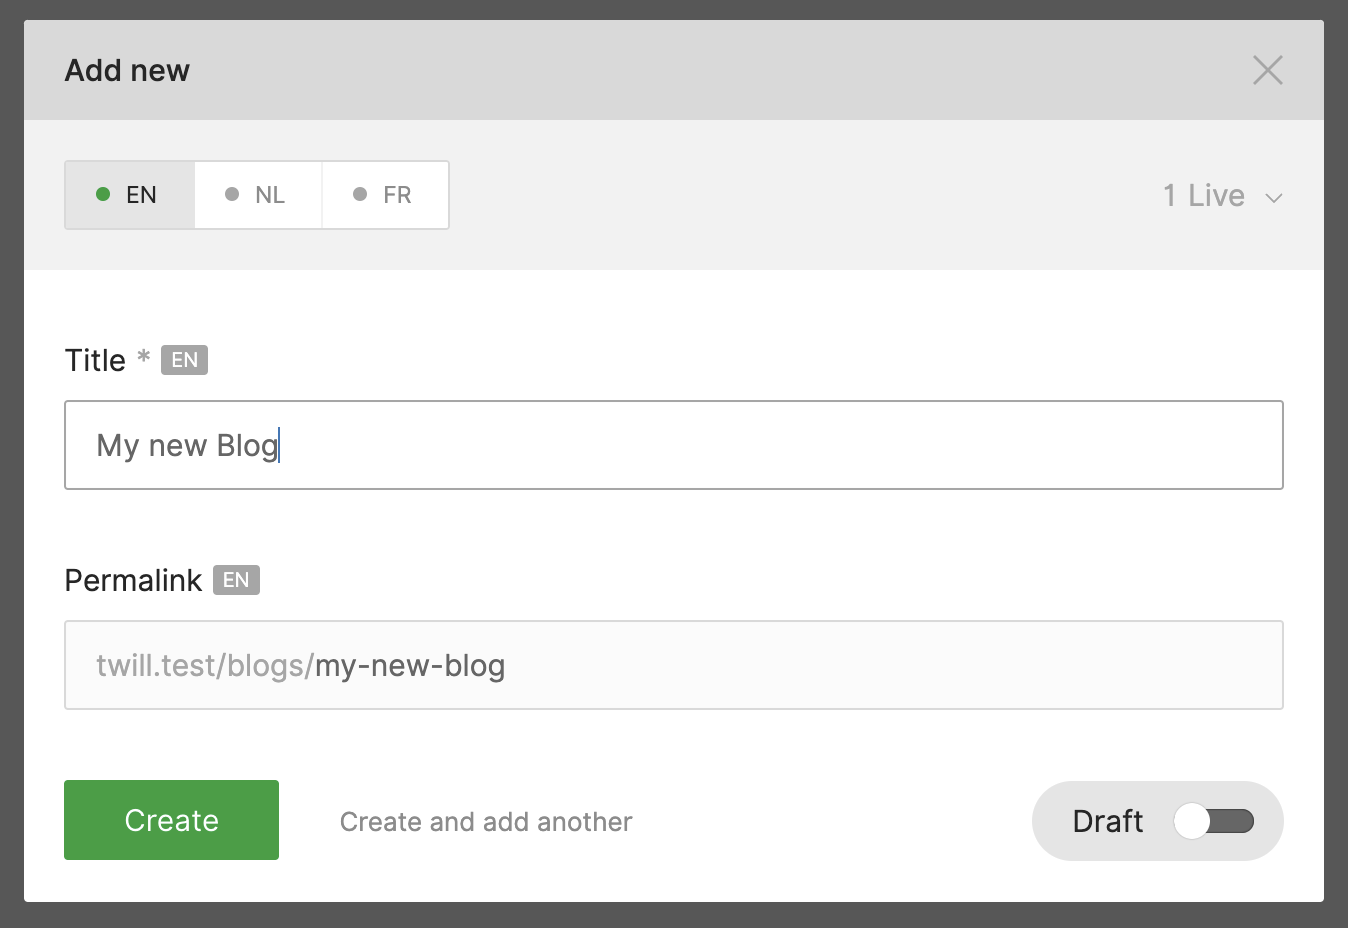 Add new
EN NL FR 1 Live
Title * EN
My new Blog
Permalink EN
twill.test/blogs/my-new-blog
Create Create and add another Draft